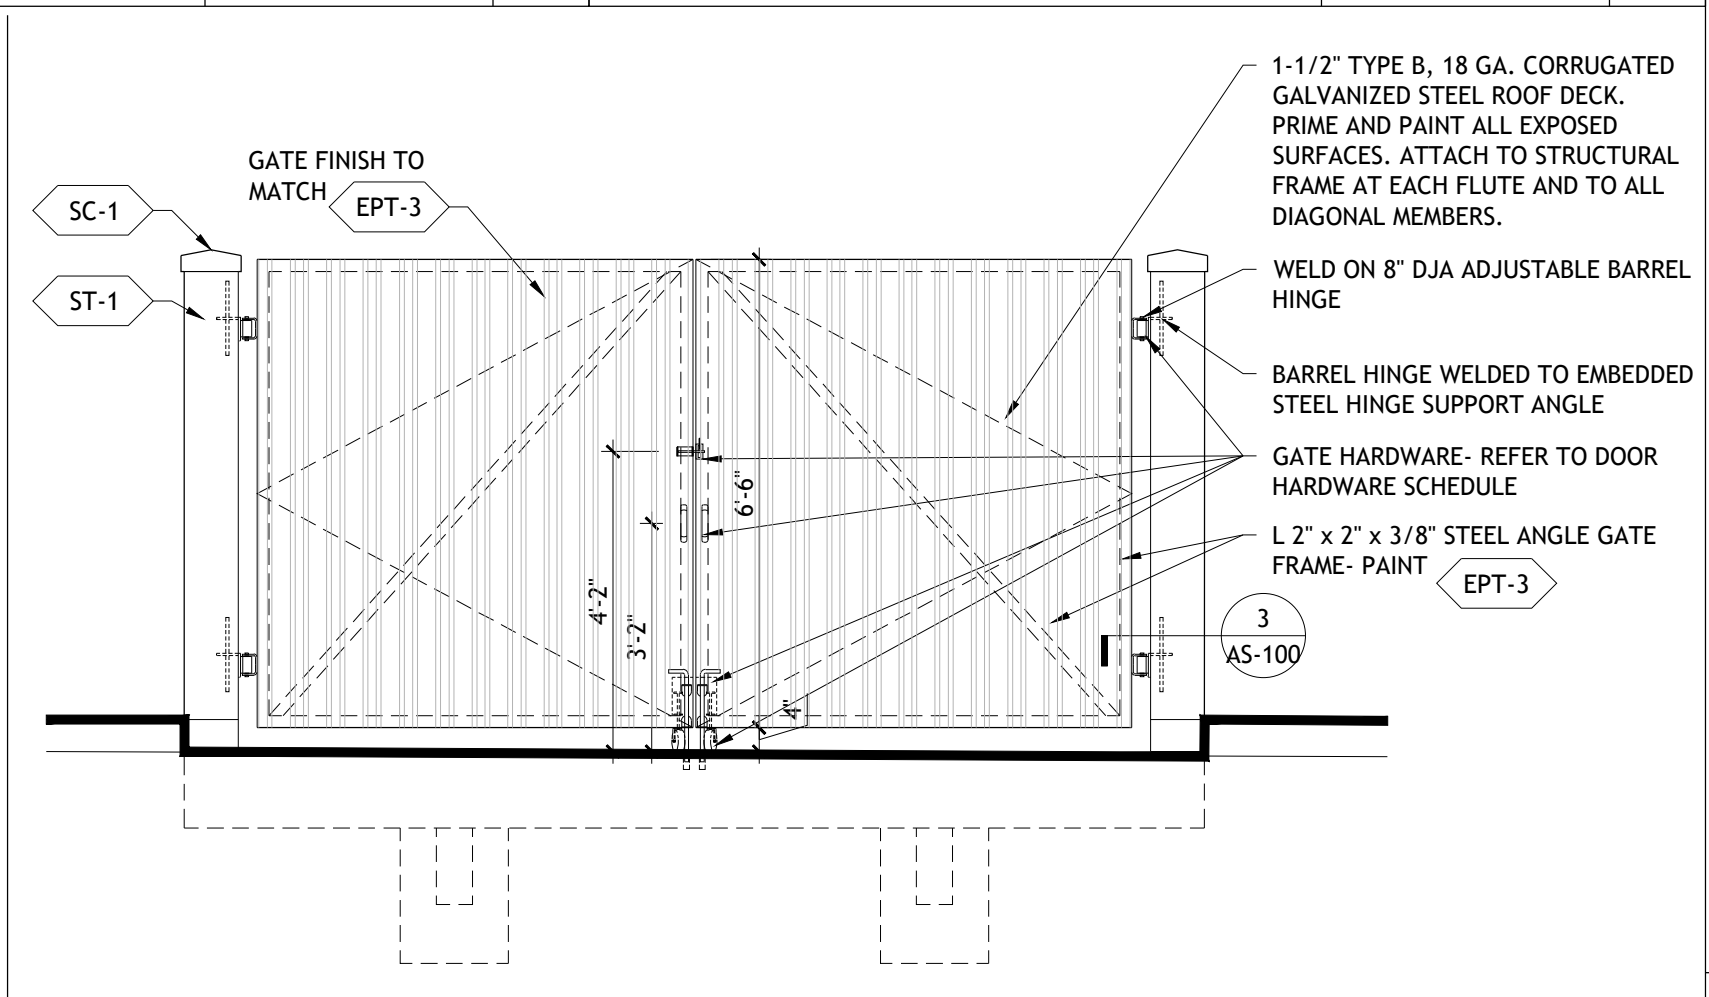 1-1/2" TYPE B, 18 GA. CORRUGATED
GALVANIZED STEEL ROOF DECK.
PRIME AND PAINT ALL EXPOSED
SURFACES. ATTACH TO STRUCTURAL
FRAME AT EACH FLUTE AND TO ALL
DIAGONAL MEMBERS.
GATE FINISH TO
MATCH
EPT-3
SC-1
ST-1
WELD ON 8" DJA ADJUSTABLE BARREL
HINGE
BARREL HINGE WELDED TO EMBEDDED
STEEL HINGE SUPPORT ANGLE
GATE HARDWARE- REFER TO DOOR
HARDWARE SCHEDULE
L 2" x 2" x 3/8" STEEL ANGLE GATE
FRAME- PAINT
EPT-3
6'-6"
4'-2"
3'-2"
4"
3
AS-100